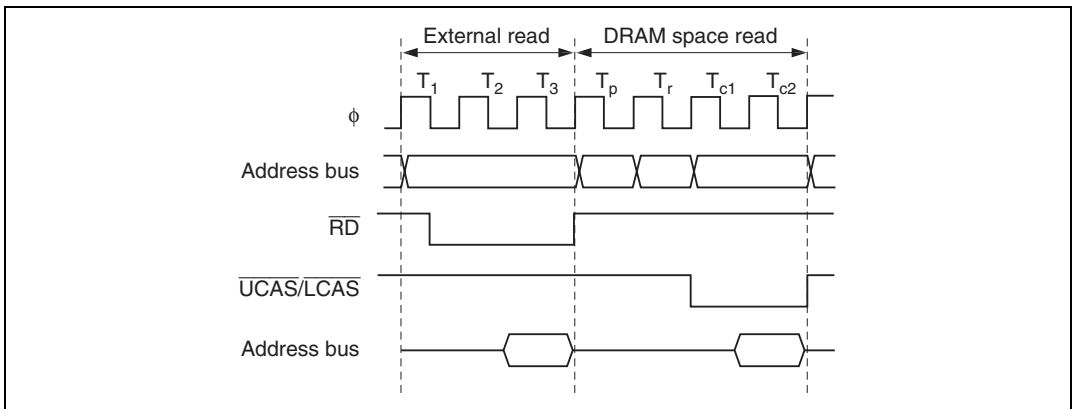 External read DRAM space read
T1 T2 T3 Tp Tr Tc1 Tc2
ϕ
Address bus
RD
UCAS/LCAS
Address bus